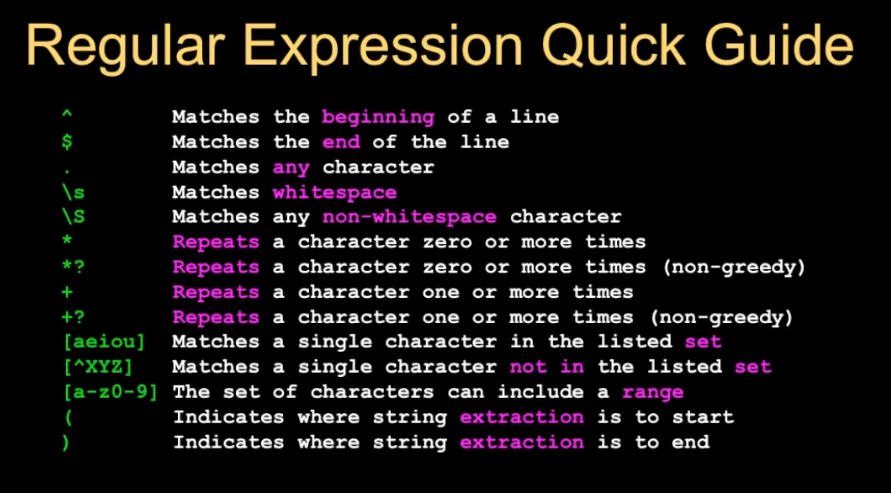 Regular Expression Quick Guide
^ Matches the beginning of a line
$ Matches the end of the line
. Matches any character
\s Matches whitespace
\S Matches any non-whitespace character
* Repeats a character zero or more times
*? Repeats a character zero or more times (non-greedy)
+ Repeats a character one or more times
+? Repeats a character one or more times (non-greedy)
[aeiou] Matches a single character in the listed set
[^XYZ] Matches a single character not in the listed set
[a-z0-9] The set of characters can include a range
( Indicates where string extraction is to start
) Indicates where string extraction is to end